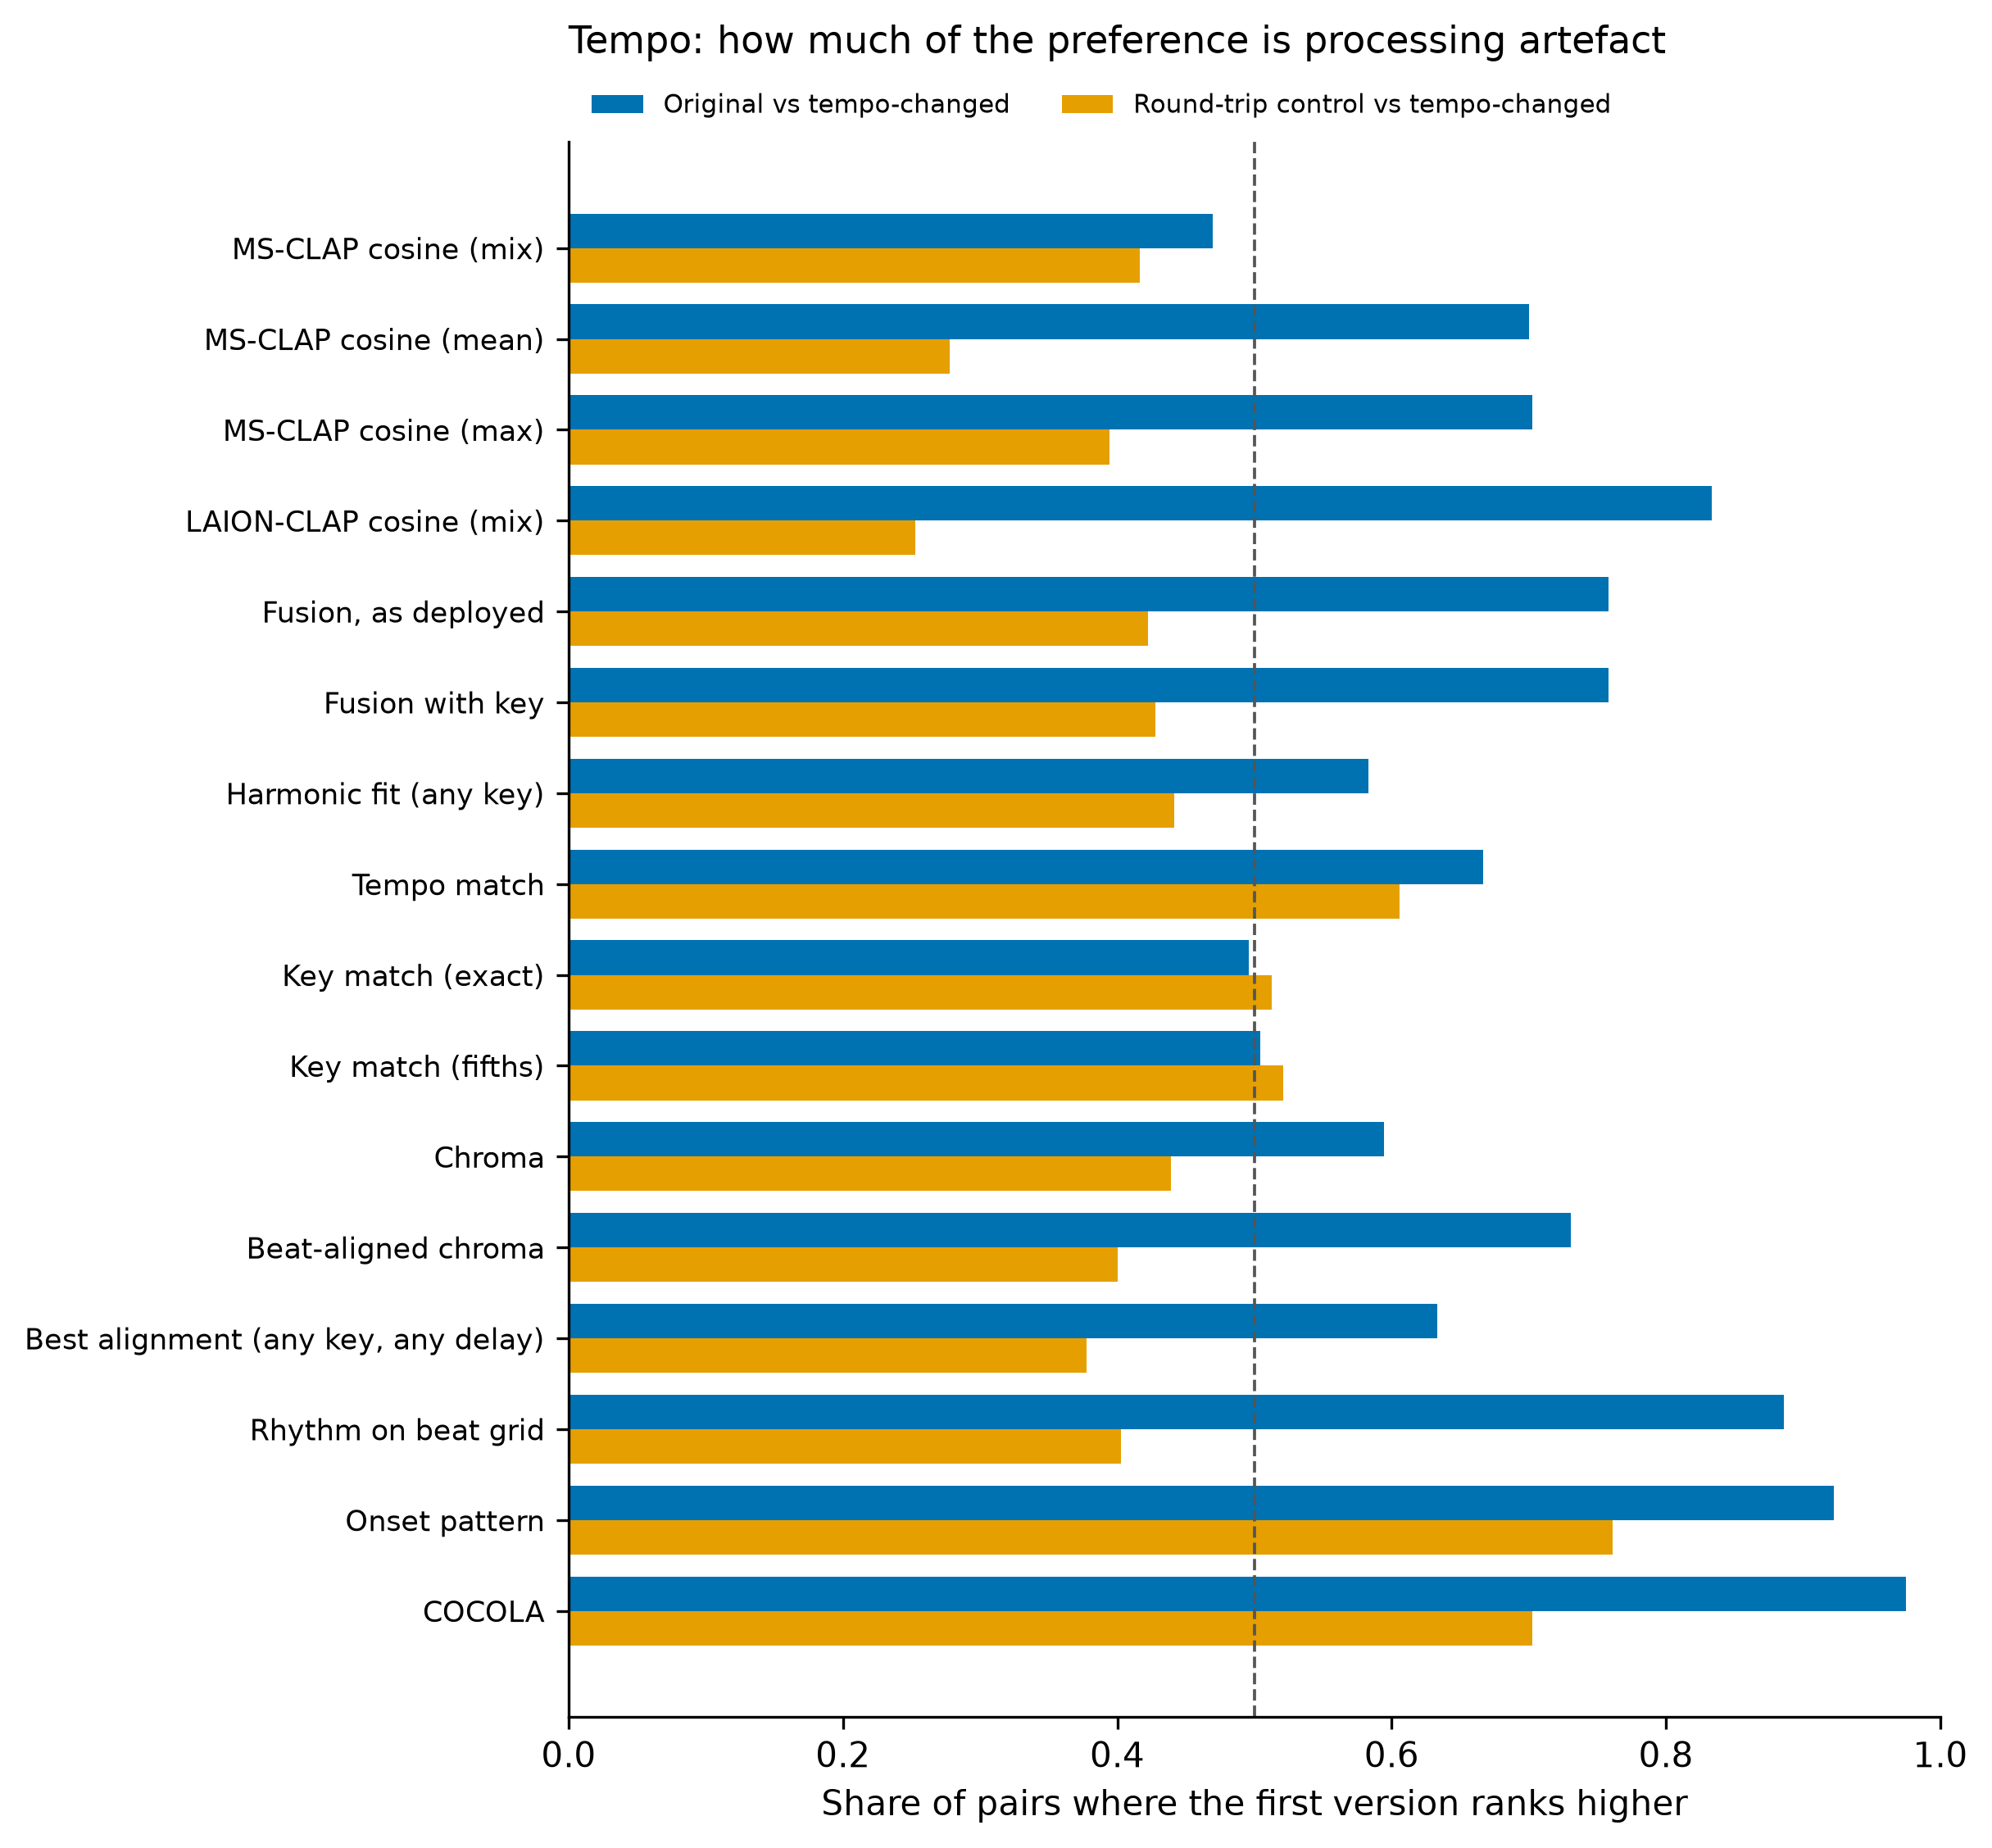 Tempo: how much of the preference is processing artefact
Original vs tempo-changed
Round-trip control vs tempo-changed
MS-CLAP cosine (mix)
MS-CLAP cosine (mean)
MS-CLAP cosine (max)
LAION-CLAP cosine (mix)
Fusion, as deployed
Fusion with key
Harmonic fit (any key)
Tempo match
Key match (exact)
Key match (fifths)
Chroma
Beat-aligned chroma
Best alignment (any key, any delay)
Rhythm on beat grid
Onset pattern
COCOLA
0.0 0.2 0.4 0.6 0.8 1.0
Share of pairs where the first version ranks higher